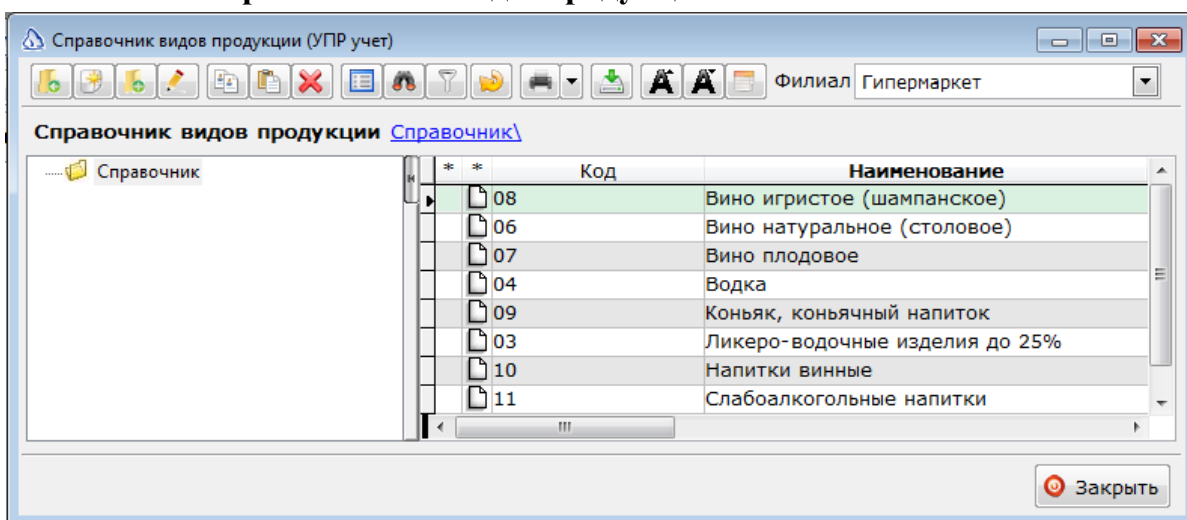 Справочник видов продукции (УПР учет)
Филиал Гипермаркет
Справочник видов продукции Справочник\
Справочник
* * Код Наименование
08 Вино игристое (шампанское)
06 Вино натуральное (столовое)
07 Вино плодовое
04 Водка
09 Коньяк, коньячный напиток
03 Ликеро-водочные изделия до 25%
10 Напитки винные
11 Слабоалкогольные напитки
Закрыть